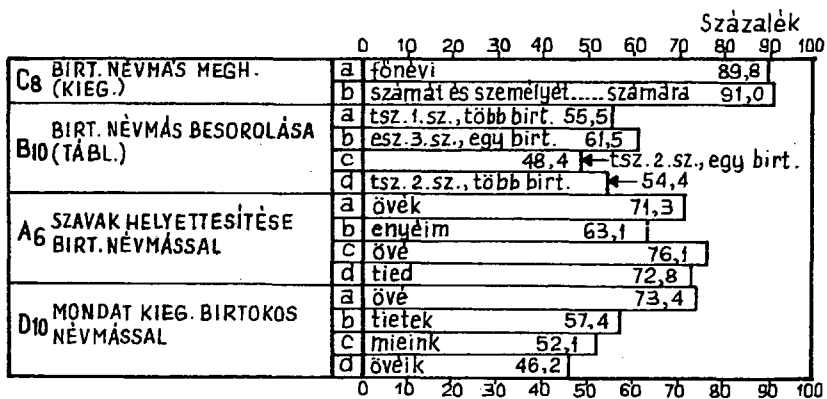 Százalék
0 10 20 30 40 50 60 70 80 90 100
C8 BIRT. NÉVMÁS MEGH. (KIEG.)
a főnévi 89,8
b számát és személyét.....számára 91,0
B10 BIRT. NÉVMÁS BESOROLÁSA (TÁBL.)
a tsz.1.sz., több birt. 55,5
b esz.3.sz., egy birt. 61,5
c 48,4 ←tsz.2.sz., egy birt.
d tsz.2.sz., több birt. ←54,4
A6 SZAVAK HELYETTESÍTÉSE BIRT. NÉVMÁSSAL
a övék 71,3
b enyéim 63,1
c övé 76,1
d tied 72,8
D10 MONDAT KIEG. BIRTOKOS NÉVMÁSSAL
a övé 73,4
b tietek 57,4
c mieink 52,1
d övéik 46,2
0 10 20 30 40 50 60 70 80 90 100